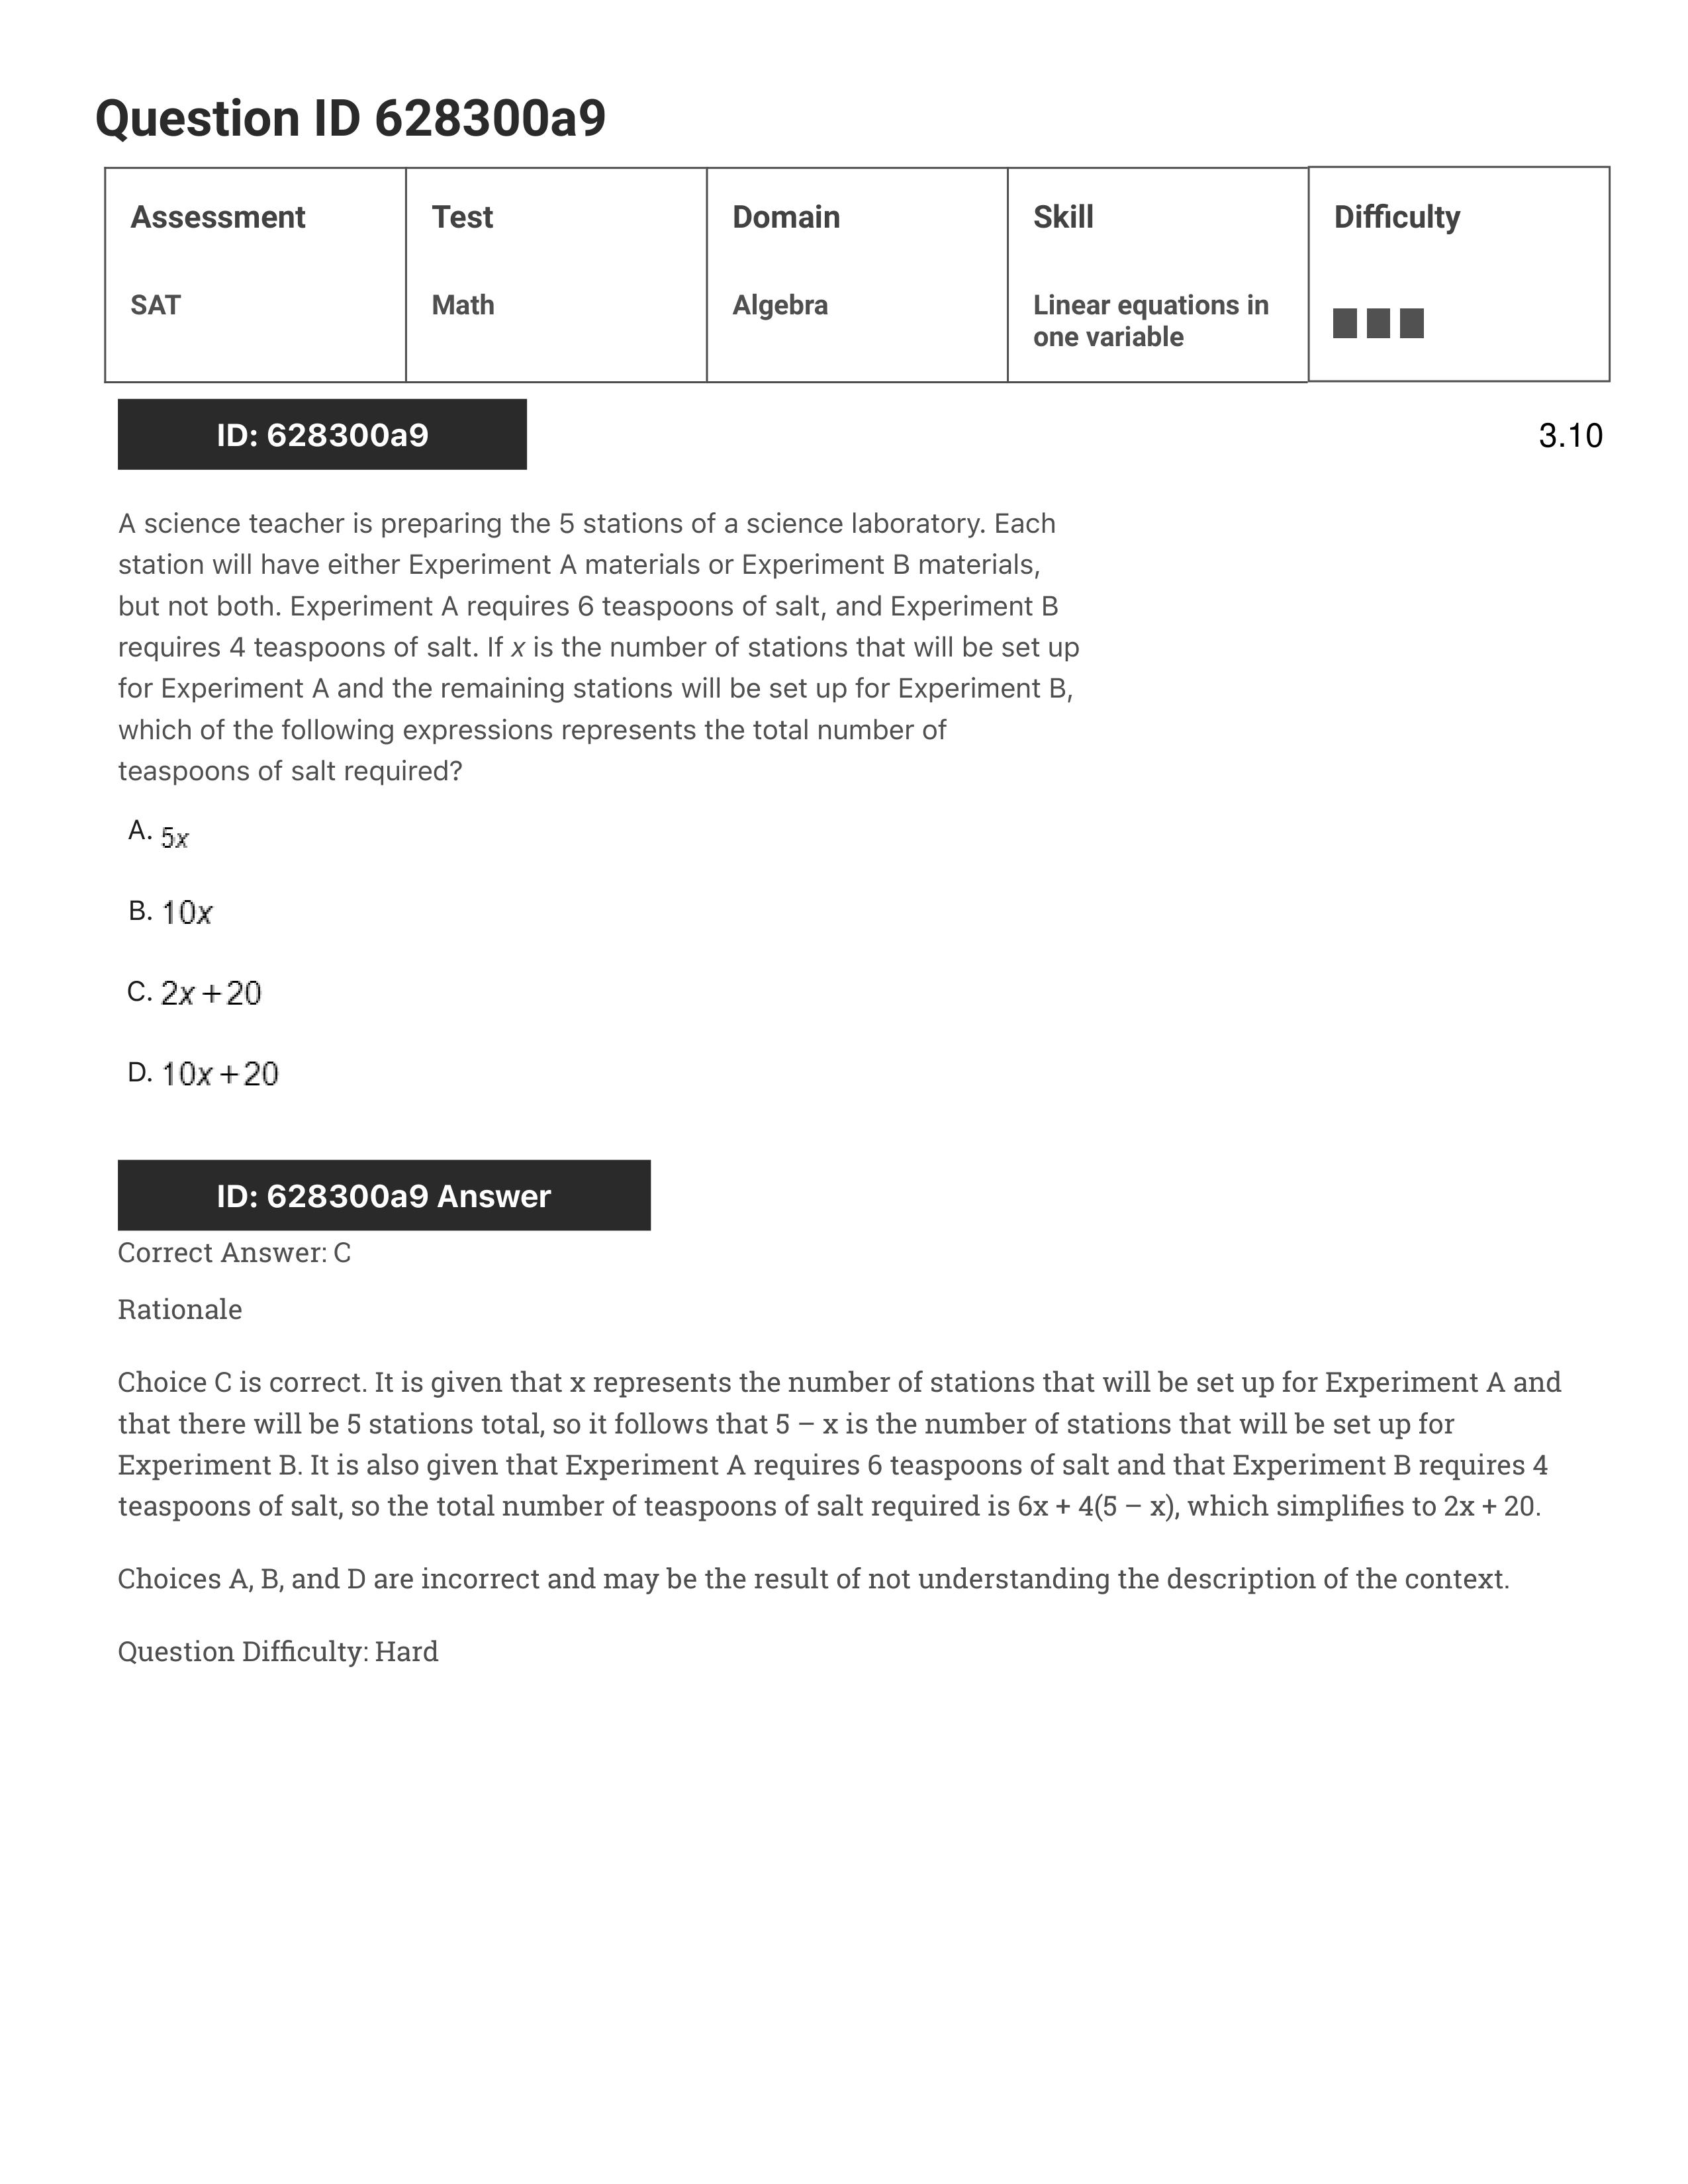 Question ID 628300a9
Assessment
Test
Domain
Skill
Difficulty
SAT
Math
Algebra
Linear equations in
one variable
ID: 628300a9
3.10
A science teacher is preparing the 5 stations of a science laboratory. Each
station will have either Experiment A materials or Experiment B materials,
but not both. Experiment A requires 6 teaspoons of salt, and Experiment B
requires 4 teaspoons of salt. If x is the number of stations that will be set up
for Experiment A and the remaining stations will be set up for Experiment B,
which of the following expressions represents the total number of
teaspoons of salt required?
A. 5x
B. 10x
C. 2x+20
D. 10x+20
ID: 628300a9 Answer
Correct Answer: C
Rationale
Choice C is correct. It is given that x represents the number of stations that will be set up for Experiment A and
that there will be 5 stations total, so it follows that 5 – x is the number of stations that will be set up for
Experiment B. It is also given that Experiment A requires 6 teaspoons of salt and that Experiment B requires 4
teaspoons of salt, so the total number of teaspoons of salt required is 6x + 4(5 – x), which simplifies to 2x + 20.
Choices A, B, and D are incorrect and may be the result of not understanding the description of the context.
Question Difficulty: Hard